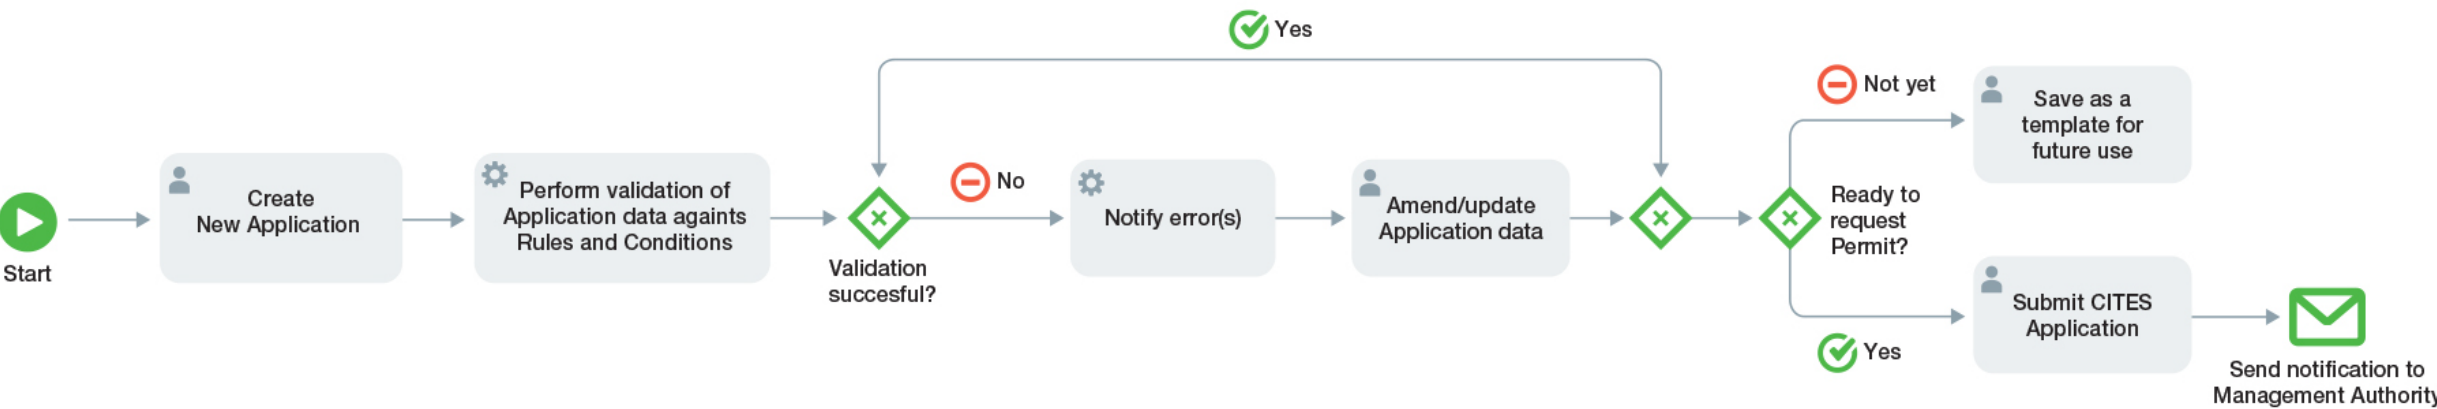 Start
Create
New Application
Perform validation of
Application data againts
Rules and Conditions
Validation
succesful?
Yes
No
Notify error(s)
Amend/update
Application data
Ready to
request
Permit?
Not yet
Save as a
template for
future use
Yes
Submit CITES
Application
Send notification to
Management Authority